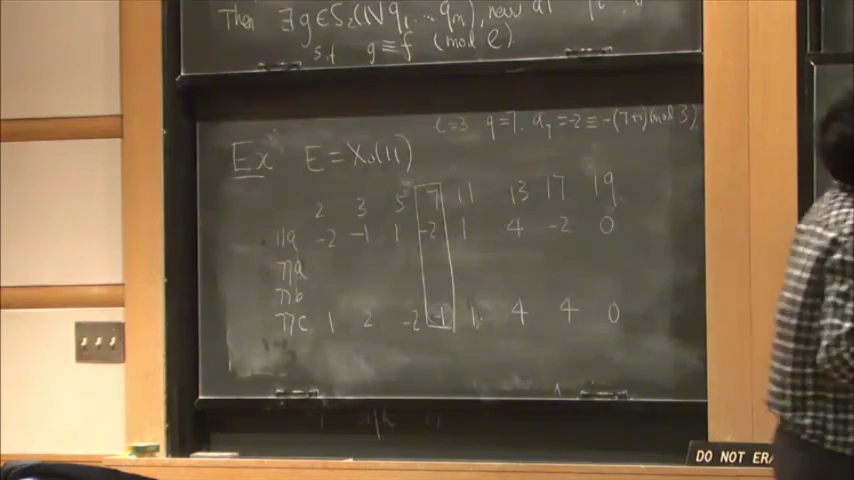 Then ∃ g ∈ S₂(N q₁…qₘ), new at
s.t g ≡ f (mod ℓ).
ℓ=3 q=7. a₇ = -2 ≡ -(7+1) (mod 3),
Ex E = X₀(11)
2 3 5 7 11 13 17 19
11a -2 -1 1 -2 1 4 -2 0
77a
77b
77c 1 2 -2 -1 1 4 4 0
DO NOT ERA